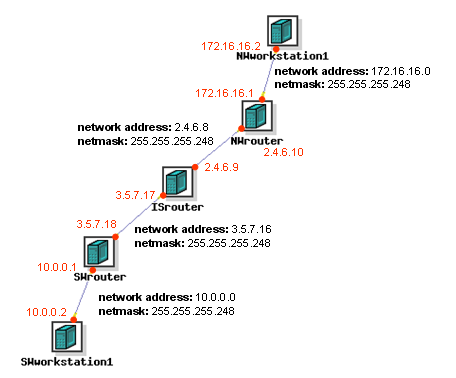 172.16.16.2
NWworkstation1
network address: 172.16.16.0
netmask: 255.255.255.248
172.16.16.1
network address: 2.4.6.8
netmask: 255.255.255.248
NWrouter
2.4.6.10
2.4.6.9
3.5.7.17
ISrouter
3.5.7.18
network address: 3.5.7.16
netmask: 255.255.255.248
10.0.0.1
SWrouter
network address: 10.0.0.0
netmask: 255.255.255.248
10.0.0.2
SWworkstation1